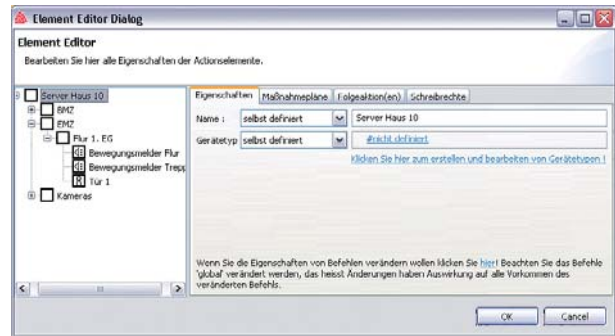 Element Editor Dialog
Element Editor
Bearbeiten Sie hier alle Eigenschaften der Actionselemente.
Server Haus 10
BMZ
EMZ
Flur 1. EG
Bewegungsmelder Flur
Bewegungsmelder Trepp
Tür 1
Kameras
Eigenschaften Maßnahmepläne Folgeaktion(en) Schreibrechte
Name : selbst definiert Server Haus 10
Gerätetyp selbst definiert #nicht definiert
Klicken Sie hier zum erstellen und bearbeiten von Gerätetypen !
Wenn Sie die Eigenschaften von Befehlen verändern wollen klicken Sie hier! Beachten Sie das Befehle
'global' verändert werden, das heisst Änderungen haben Auswirkung auf alle Vorkommen des
veränderten Befehls.
OK Cancel